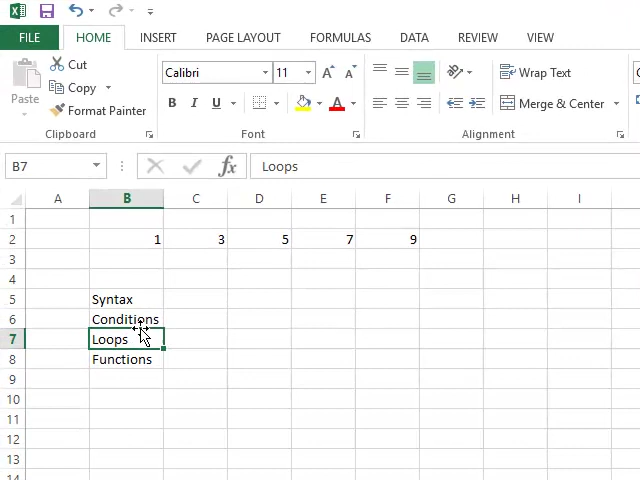 FILE HOME INSERT PAGE LAYOUT FORMULAS DATA REVIEW VIEW
Cut
Copy
Format Painter
Paste
Calibri 11 A A
B I U A
Wrap Text
Merge & Center
Clipboard Font Alignment
B7 fx Loops
A B C D E F G H I
1
2 1 3 5 7 9
3
4
5 Syntax
6 Conditions
7 Loops
8 Functions
9
10
11
12
13
14